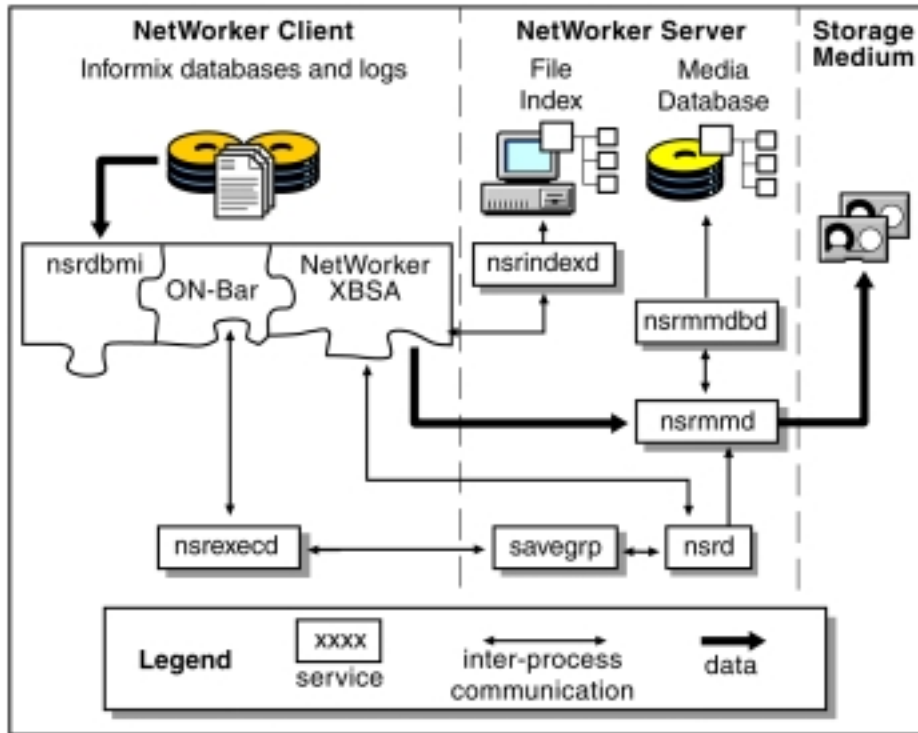 NetWorker Client
Informix databases and logs
NetWorker Server
File
Index
Media
Database
Storage
Medium
nsrdbmi
ON-Bar
NetWorker
XBSA
nsrindexd
nsrmmdbd
nsrmmd
nsrexecd
savegrp
nsrd
Legend
xxxx
service
inter-process
communication
data